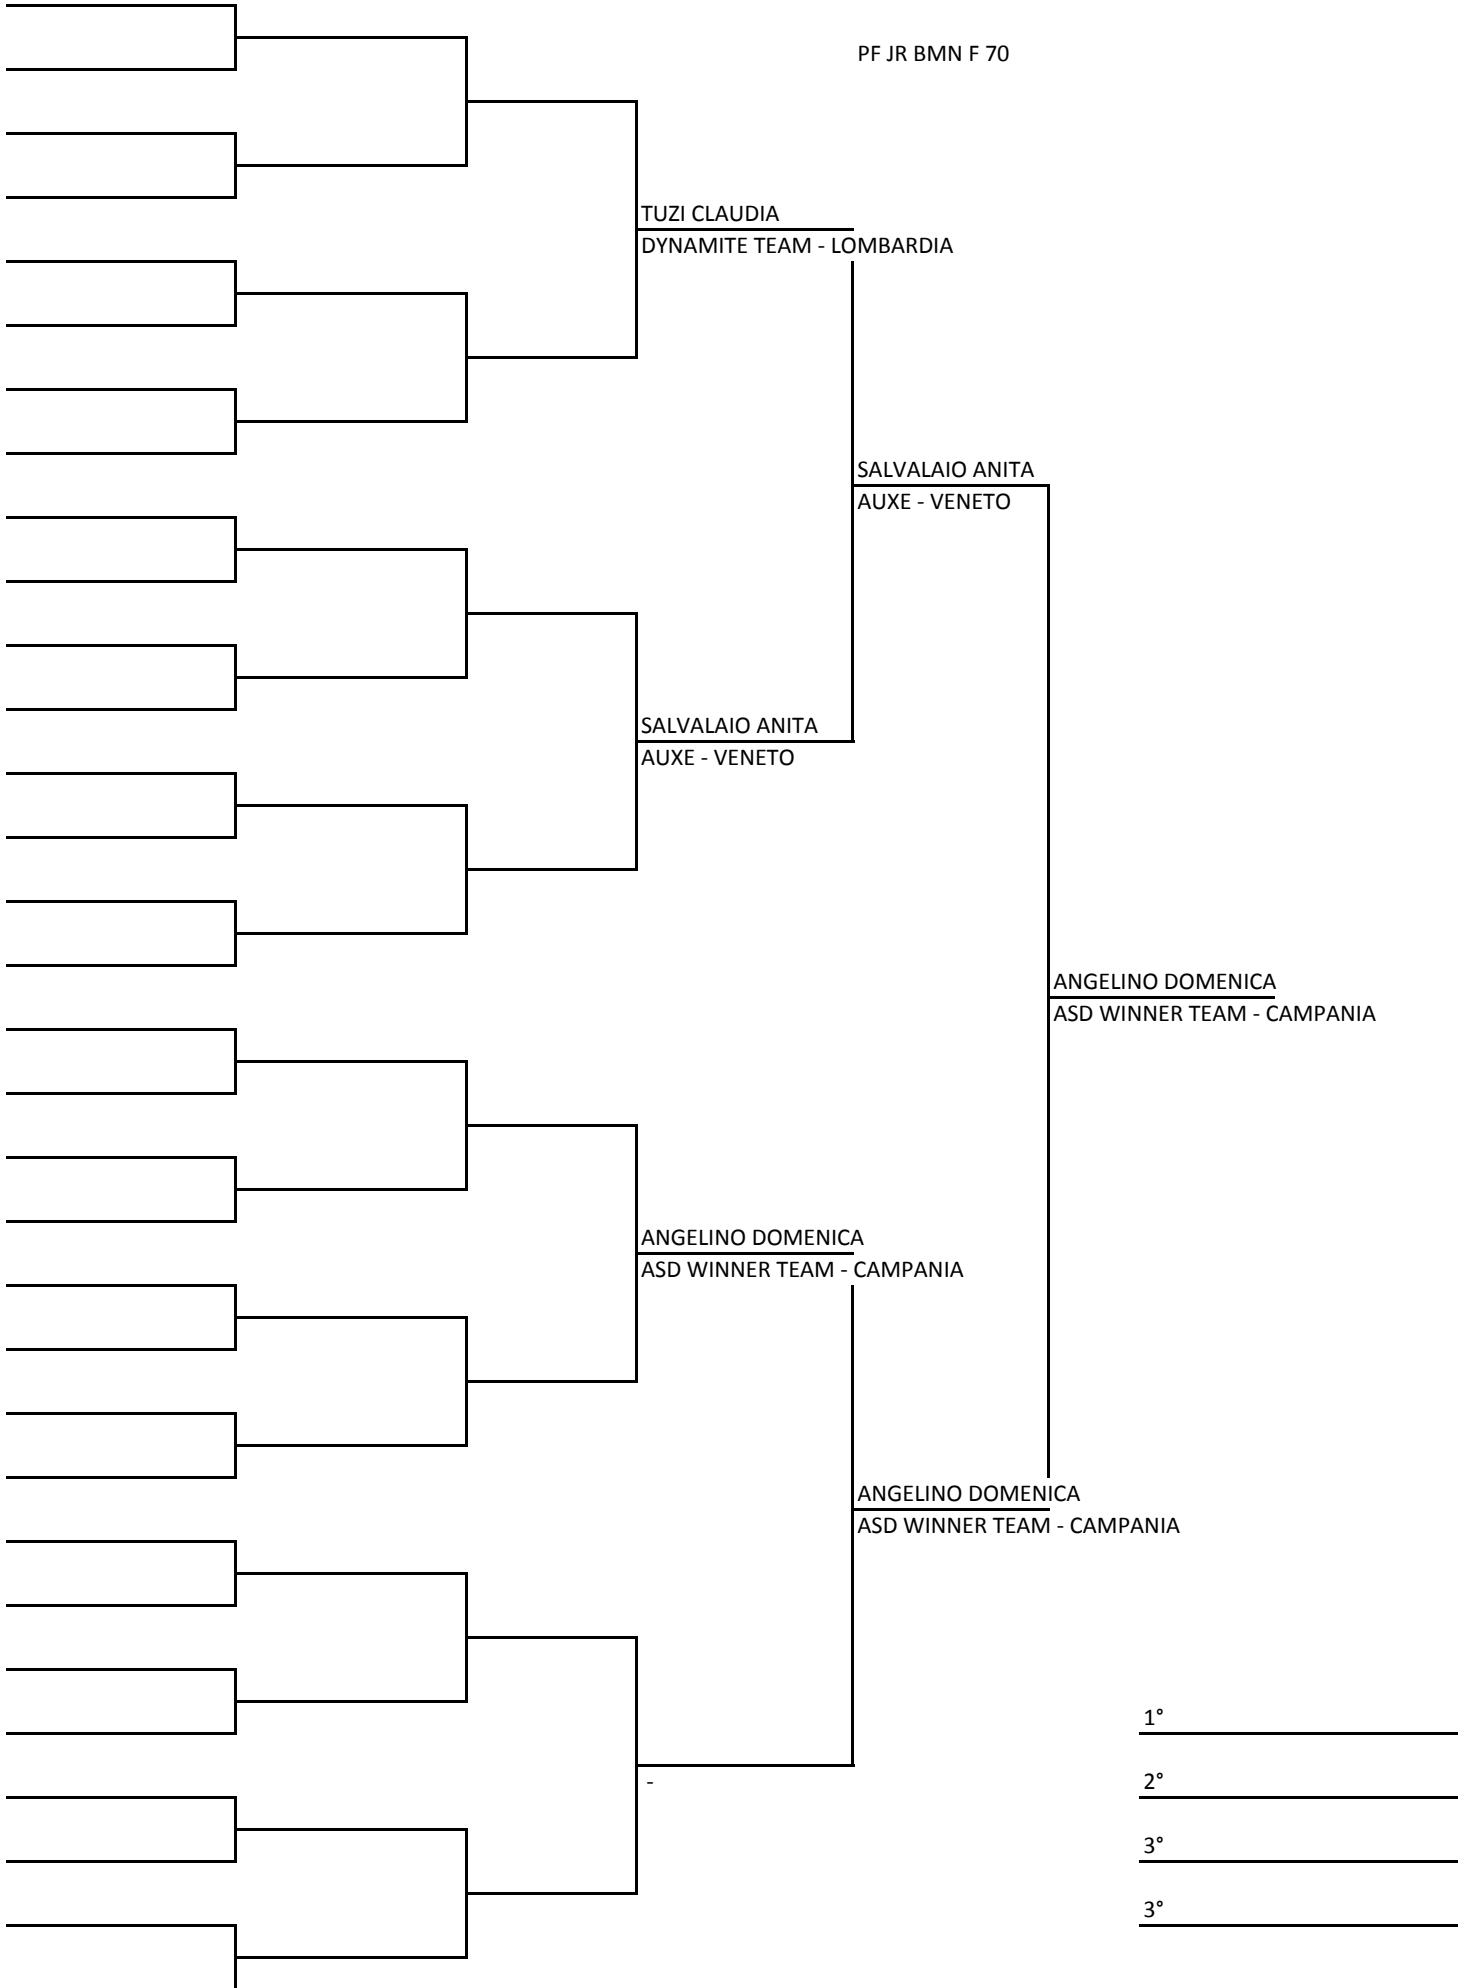 PF JR BMN F 70
TUZI CLAUDIA
DYNAMITE TEAM - LOMBARDIA
SALVALAIO ANITA
AUXE - VENETO
SALVALAIO ANITA
AUXE - VENETO
ANGELINO DOMENICA
ASD WINNER TEAM - CAMPANIA
ANGELINO DOMENICA
ASD WINNER TEAM - CAMPANIA
ANGELINO DOMENICA
ASD WINNER TEAM - CAMPANIA
1°
-
2°
3°
3°